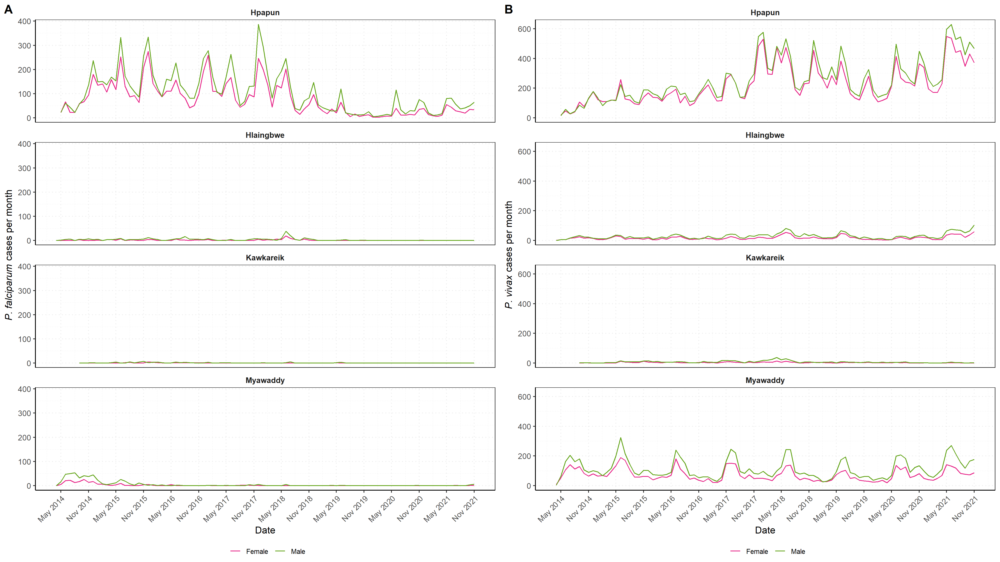 A
Hpapun
400
300
200
100
0
Hlaingbwe
400
300
200
100
0
Kawkareik
400
300
200
100
0
Myawaddy
400
300
200
100
0
P. falciparum cases per month
May 2014
Nov 2014
May 2015
Nov 2015
May 2016
Nov 2016
May 2017
Nov 2017
May 2018
Nov 2018
May 2019
Nov 2019
May 2020
Nov 2020
May 2021
Nov 2021
Date
Female Male
B
Hpapun
600
400
200
0
Hlaingbwe
600
400
200
0
Kawkareik
600
400
200
0
Myawaddy
600
400
200
0
P. vivax cases per month
May 2014
Nov 2014
May 2015
Nov 2015
May 2016
Nov 2016
May 2017
Nov 2017
May 2018
Nov 2018
May 2019
Nov 2019
May 2020
Nov 2020
May 2021
Nov 2021
Date
Female Male